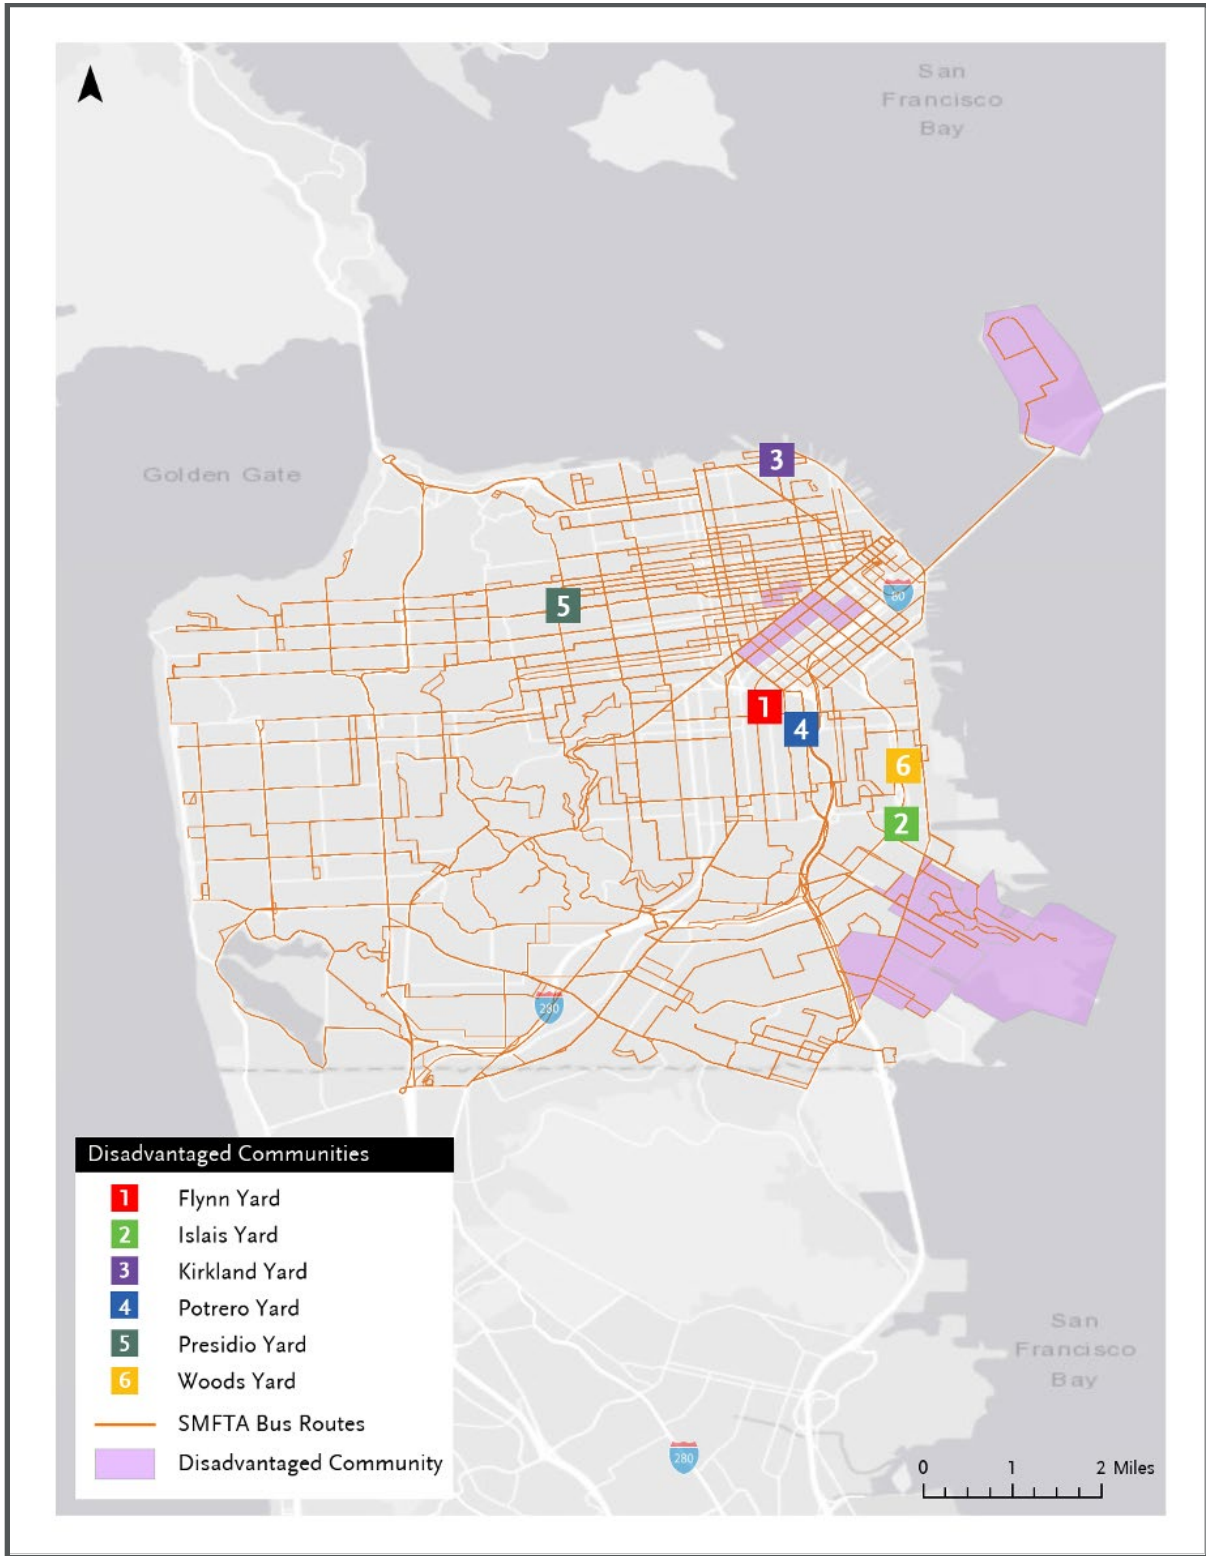 San
Francisco
Bay
Golden Gate
3
5
80
1
4
6
2
280
Disadvantaged Communities
1 Flynn Yard
2 Islais Yard
3 Kirkland Yard
4 Potrero Yard
5 Presidio Yard
6 Woods Yard
SMFTA Bus Routes
Disadvantaged Community
San
Francisco
Bay
280
0 1 2 Miles